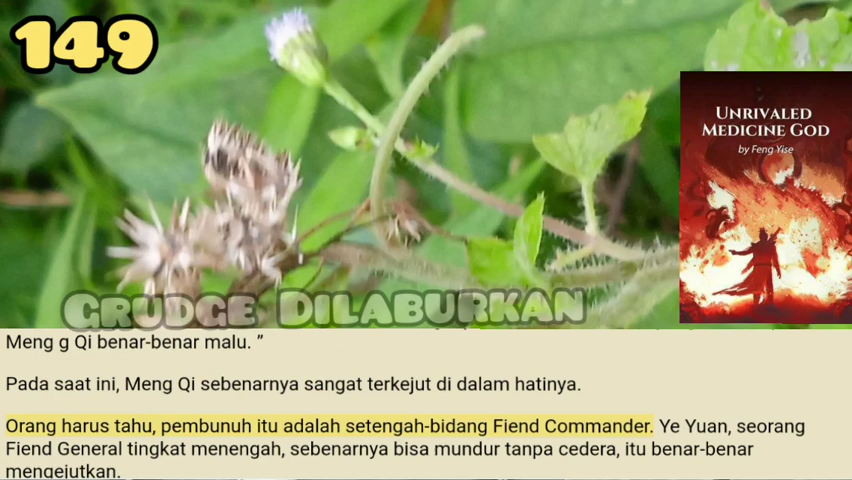 149
UNRIVALED
MEDICINE GOD
by Feng Yise
GRUDGE DILABURKAN
Meng g Qi benar-benar malu. ”
Pada saat ini, Meng Qi sebenarnya sangat terkejut di dalam hatinya.
Orang harus tahu, pembunuh itu adalah setengah-bidang Fiend Commander. Ye Yuan, seorang
Fiend General tingkat menengah, sebenarnya bisa mundur tanpa cedera, itu benar-benar
mengejutkan.